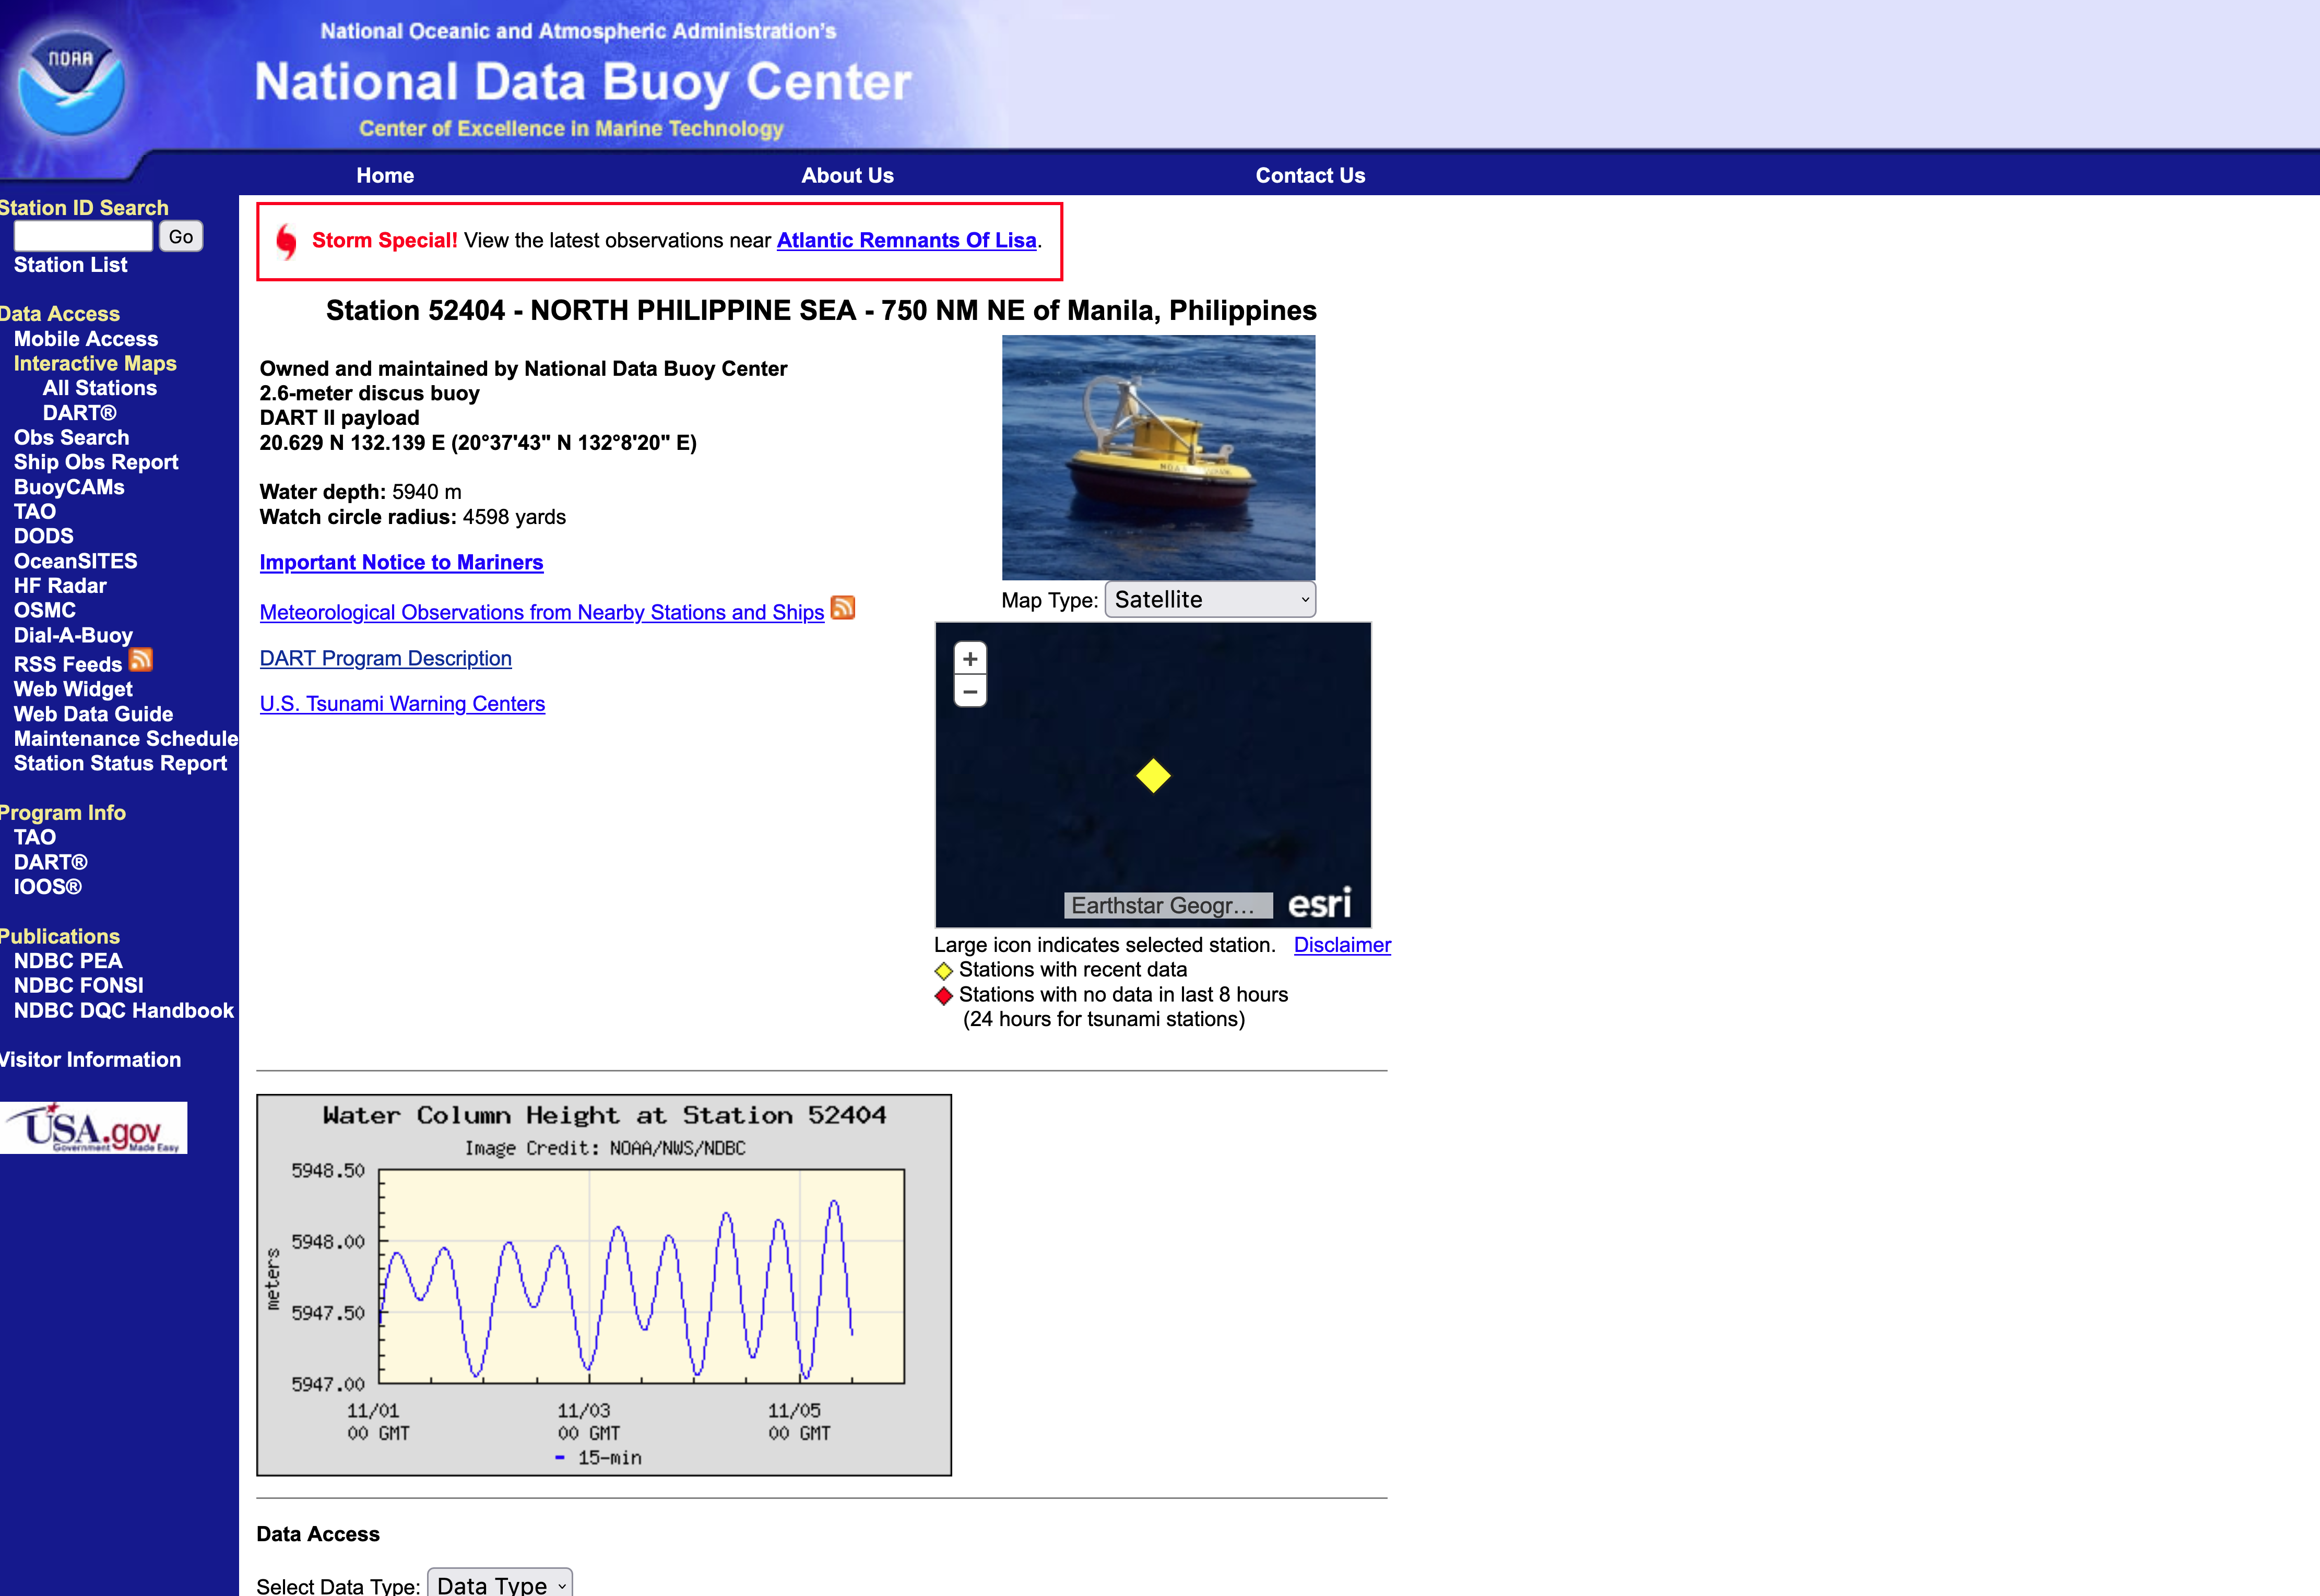 National Oceanic and Atmospheric Administration's
NOAA
National Data Buoy Center
Center of Excellence in Marine Technology
Home
About Us
Contact Us
Station ID Search
Go
Station List
Data Access
Mobile Access
Interactive Maps
All Stations
DART®
Obs Search
Ship Obs Report
BuoyCAMs
TAO
DODS
OceanSITES
HF Radar
OSMC
Dial-A-Buoy
RSS Feeds
Web Widget
Web Data Guide
Maintenance Schedule
Station Status Report
Program Info
TAO
DART®
IOOS®
Publications
NDBC PEA
NDBC FONSI
NDBC DQC Handbook
Visitor Information
USA.gov
Government Made Easy
Storm Special! View the latest observations near Atlantic Remnants Of Lisa.
Station 52404 - NORTH PHILIPPINE SEA - 750 NM NE of Manila, Philippines
Owned and maintained by National Data Buoy Center
2.6-meter discus buoy
DART II payload
20.629 N 132.139 E (20°37'43" N 132°8'20" E)
Water depth: 5940 m
Watch circle radius: 4598 yards
Important Notice to Mariners
Meteorological Observations from Nearby Stations and Ships
DART Program Description
U.S. Tsunami Warning Centers
NOAA
Map Type: Satellite
+
−
Earthstar Geogr…
esri
Large icon indicates selected station. Disclaimer
Stations with recent data
Stations with no data in last 8 hours
(24 hours for tsunami stations)
Water Column Height at Station 52404
Image Credit: NOAA/NWS/NDBC
5948.50
5948.00
5947.50
5947.00
meters
11/01 11/03 11/05
00 GMT 00 GMT 00 GMT
15-min
Data Access
Select Data Type: Data Type